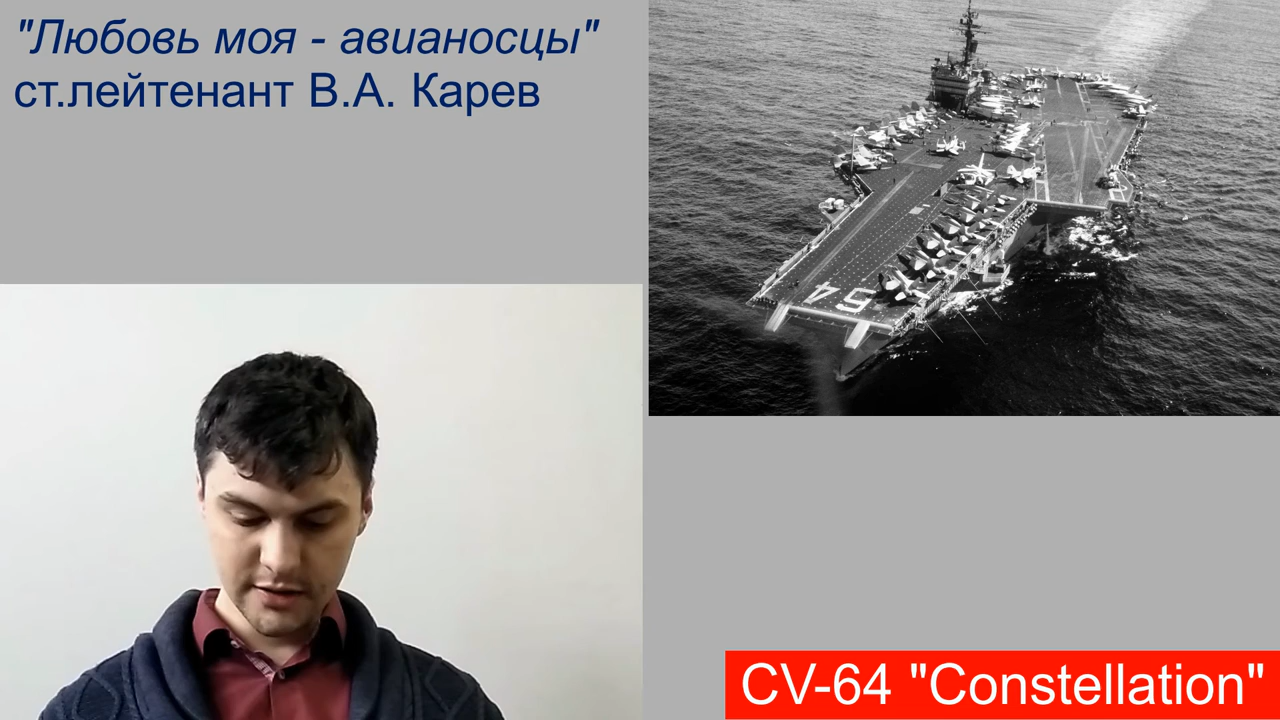 "Любовь моя - авианосцы"
ст.лейтенант В.А. Карев
CV-64 "Constellation"